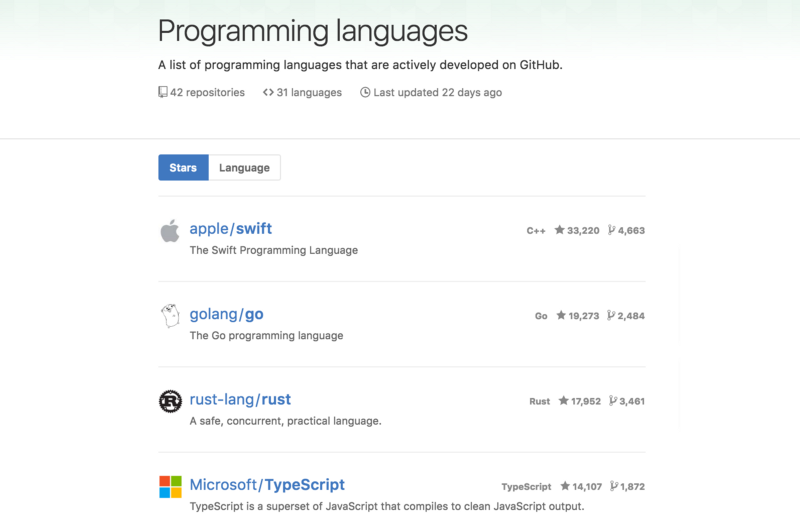 Programming languages
A list of programming languages that are actively developed on GitHub.
42 repositories <> 31 languages Last updated 22 days ago
Stars Language
apple/swift C++ 33,220 4,663
The Swift Programming Language
golang/go Go 19,273 2,484
The Go programming language
rust-lang/rust Rust 17,952 3,461
A safe, concurrent, practical language.
Microsoft/TypeScript TypeScript 14,107 1,872
TypeScript is a superset of JavaScript that compiles to clean JavaScript output.